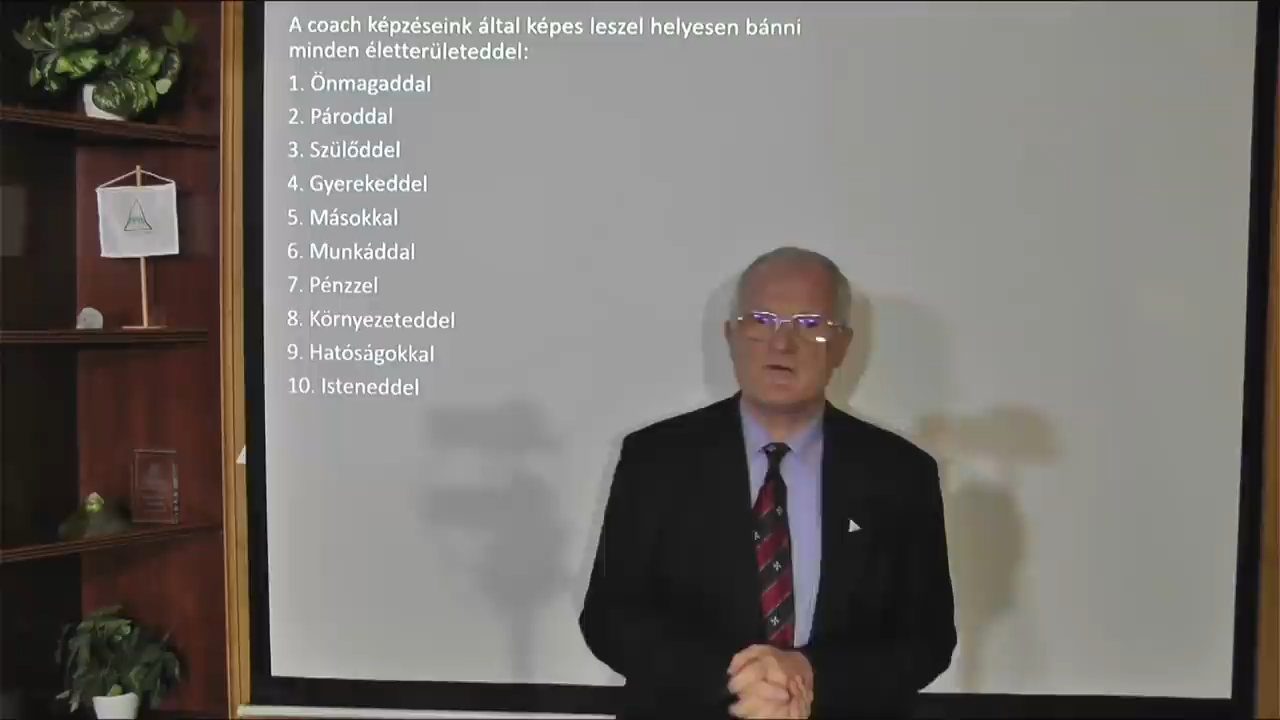 A coach képzéseink által képes leszel helyesen bánni
minden életterületeddel:
1. Önmagaddal
2. Pároddal
3. Szülőddel
4. Gyerekeddel
5. Másokkal
6. Munkáddal
7. Pénzzel
8. Környezeteddel
9. Hatóságokkal
10. Isteneddel